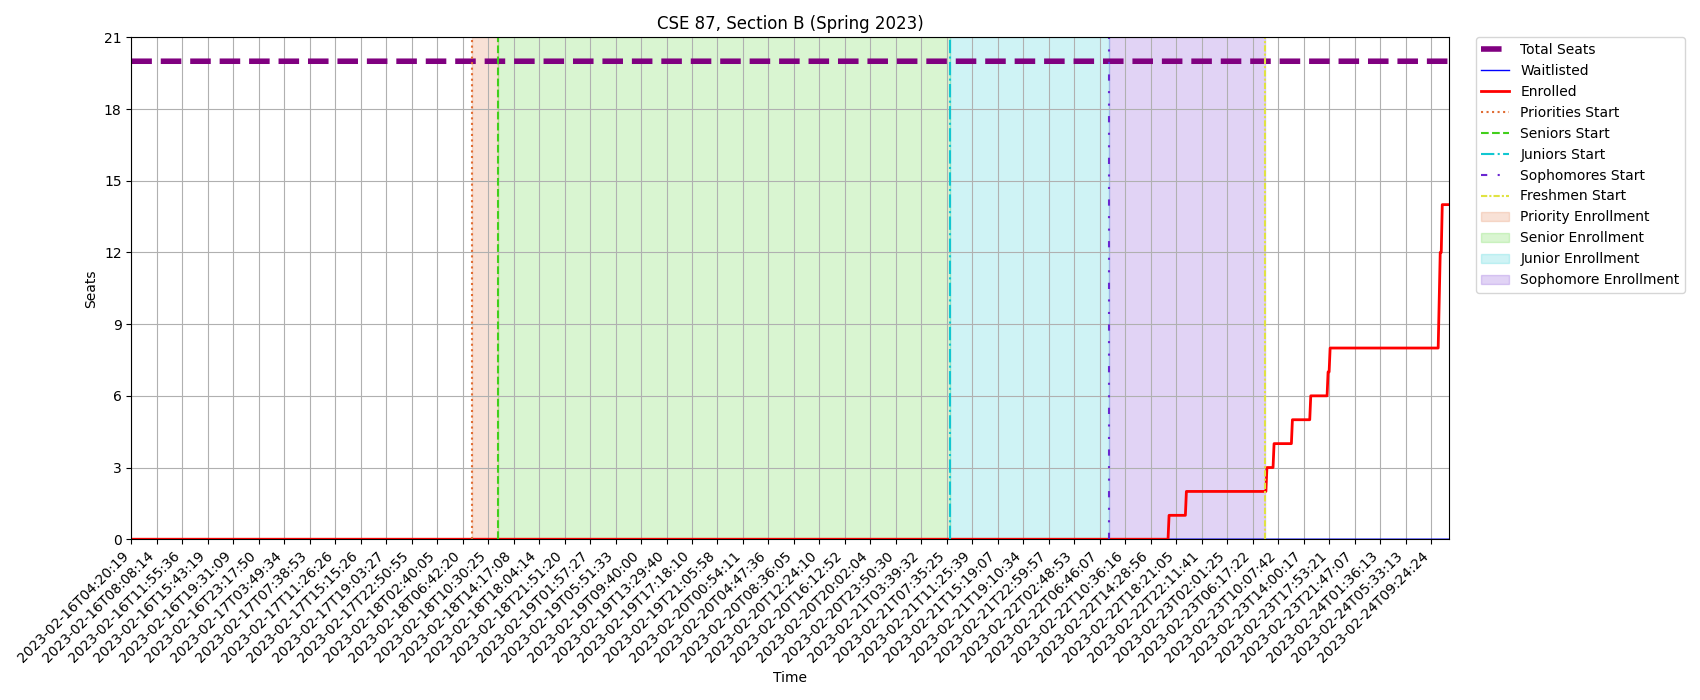 CSE 87, Section B (Spring 2023)
21
18
15
12
9
6
3
0
Seats
2023-02-16T04:20:19
2023-02-16T08:08:14
2023-02-16T11:55:36
2023-02-16T15:43:19
2023-02-16T19:31:09
2023-02-16T23:17:50
2023-02-17T03:49:34
2023-02-17T07:38:53
2023-02-17T11:26:26
2023-02-17T15:15:26
2023-02-17T19:03:27
2023-02-17T22:50:55
2023-02-18T02:40:05
2023-02-18T06:42:20
2023-02-18T10:30:25
2023-02-18T14:17:08
2023-02-18T18:04:14
2023-02-18T21:51:20
2023-02-19T01:57:27
2023-02-19T05:51:33
2023-02-19T09:40:00
2023-02-19T13:29:40
2023-02-19T17:18:10
2023-02-19T21:05:58
2023-02-20T00:54:11
2023-02-20T04:47:36
2023-02-20T08:36:05
2023-02-20T12:24:10
2023-02-20T16:12:52
2023-02-20T20:02:04
2023-02-20T23:50:30
2023-02-21T03:39:32
2023-02-21T07:35:25
2023-02-21T11:25:39
2023-02-21T15:19:07
2023-02-21T19:10:34
2023-02-21T22:59:57
2023-02-22T02:48:53
2023-02-22T06:46:07
2023-02-22T10:36:16
2023-02-22T14:28:56
2023-02-22T18:21:05
2023-02-22T22:11:41
2023-02-23T02:01:25
2023-02-23T06:17:22
2023-02-23T10:07:42
2023-02-23T14:00:17
2023-02-23T17:53:21
2023-02-23T21:47:07
2023-02-24T01:36:13
2023-02-24T05:33:13
2023-02-24T09:24:24
Time
Total Seats
Waitlisted
Enrolled
Priorities Start
Seniors Start
Juniors Start
Sophomores Start
Freshmen Start
Priority Enrollment
Senior Enrollment
Junior Enrollment
Sophomore Enrollment